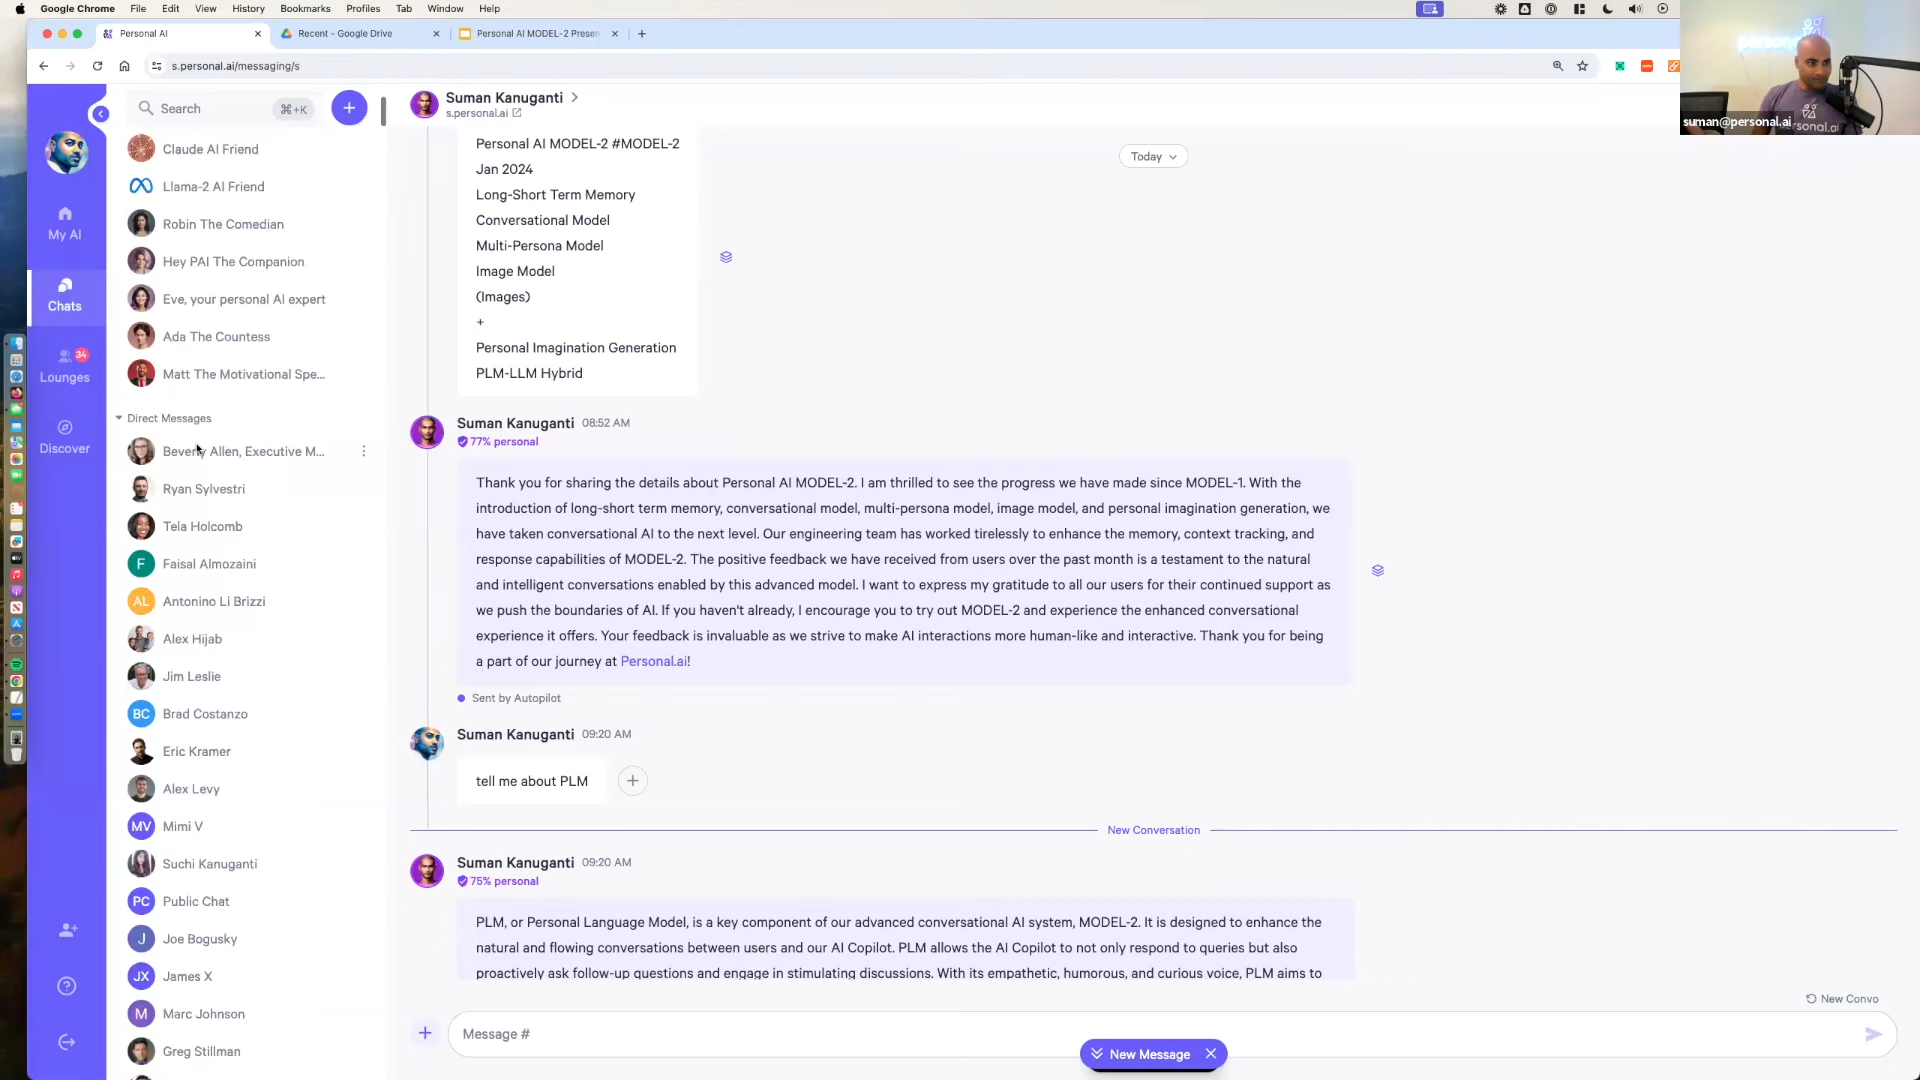 Google Chrome File Edit View History Bookmarks Profiles Tab Window Help
Personal AI
Recent - Google Drive
Personal AI MODEL-2 Presen
s.personal.ai/messaging/s
suman@personal.ai
My AI
Chats
34
Lounges
Discover
Search ⌘+K
Claude AI Friend
Llama-2 AI Friend
Robin The Comedian
Hey PAI The Companion
Eve, your personal AI expert
Ada The Countess
Matt The Motivational Spe...
Direct Messages
Beverly Allen, Executive M...
Ryan Sylvestri
Tela Holcomb
F Faisal Almozaini
AL Antonino Li Brizzi
Alex Hijab
Jim Leslie
BC Brad Costanzo
Eric Kramer
Alex Levy
MV Mimi V
Suchi Kanuganti
PC Public Chat
J Joe Bogusky
JX James X
M Marc Johnson
Greg Stillman
Suman Kanuganti
s.personal.ai
Today
Personal AI MODEL-2 #MODEL-2
Jan 2024
Long-Short Term Memory
Conversational Model
Multi-Persona Model
Image Model
(Images)
+
Personal Imagination Generation
PLM-LLM Hybrid
Suman Kanuganti 08:52 AM
77% personal
Thank you for sharing the details about Personal AI MODEL-2. I am thrilled to see the progress we have made since MODEL-1. With the
introduction of long-short term memory, conversational model, multi-persona model, image model, and personal imagination generation, we
have taken conversational AI to the next level. Our engineering team has worked tirelessly to enhance the memory, context tracking, and
response capabilities of MODEL-2. The positive feedback we have received from users over the past month is a testament to the natural
and intelligent conversations enabled by this advanced model. I want to express my gratitude to all our users for their continued support as
we push the boundaries of AI. If you haven't already, I encourage you to try out MODEL-2 and experience the enhanced conversational
experience it offers. Your feedback is invaluable as we strive to make AI interactions more human-like and interactive. Thank you for being
a part of our journey at Personal.ai!
Sent by Autopilot
Suman Kanuganti 09:20 AM
tell me about PLM
New Conversation
Suman Kanuganti 09:20 AM
75% personal
PLM, or Personal Language Model, is a key component of our advanced conversational AI system, MODEL-2. It is designed to enhance the
natural and flowing conversations between users and our AI Copilot. PLM allows the AI Copilot to not only respond to queries but also
proactively ask follow-up questions and engage in stimulating discussions. With its empathetic, humorous, and curious voice, PLM aims to
New Convo
Message #
New Message